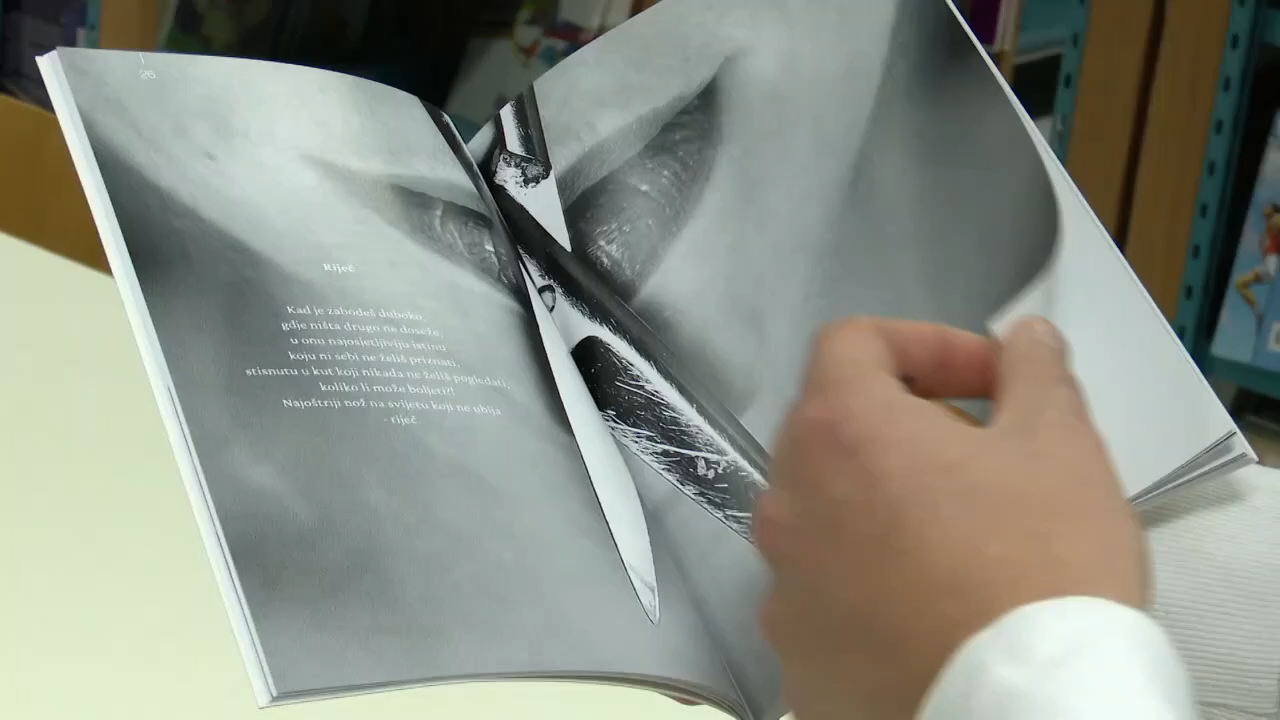 26
Riječ
Kad je zabodeš duboko,
gdje ništa drugo ne doseže,
u onu najosjetljiviju istinu
koju ni sebi ne želiš priznati,
stisnutu u kut koji nikada ne želiš pogledati,
koliko li može boljeti?!
Najoštriji nož na svijetu koji ne ubija
- riječ